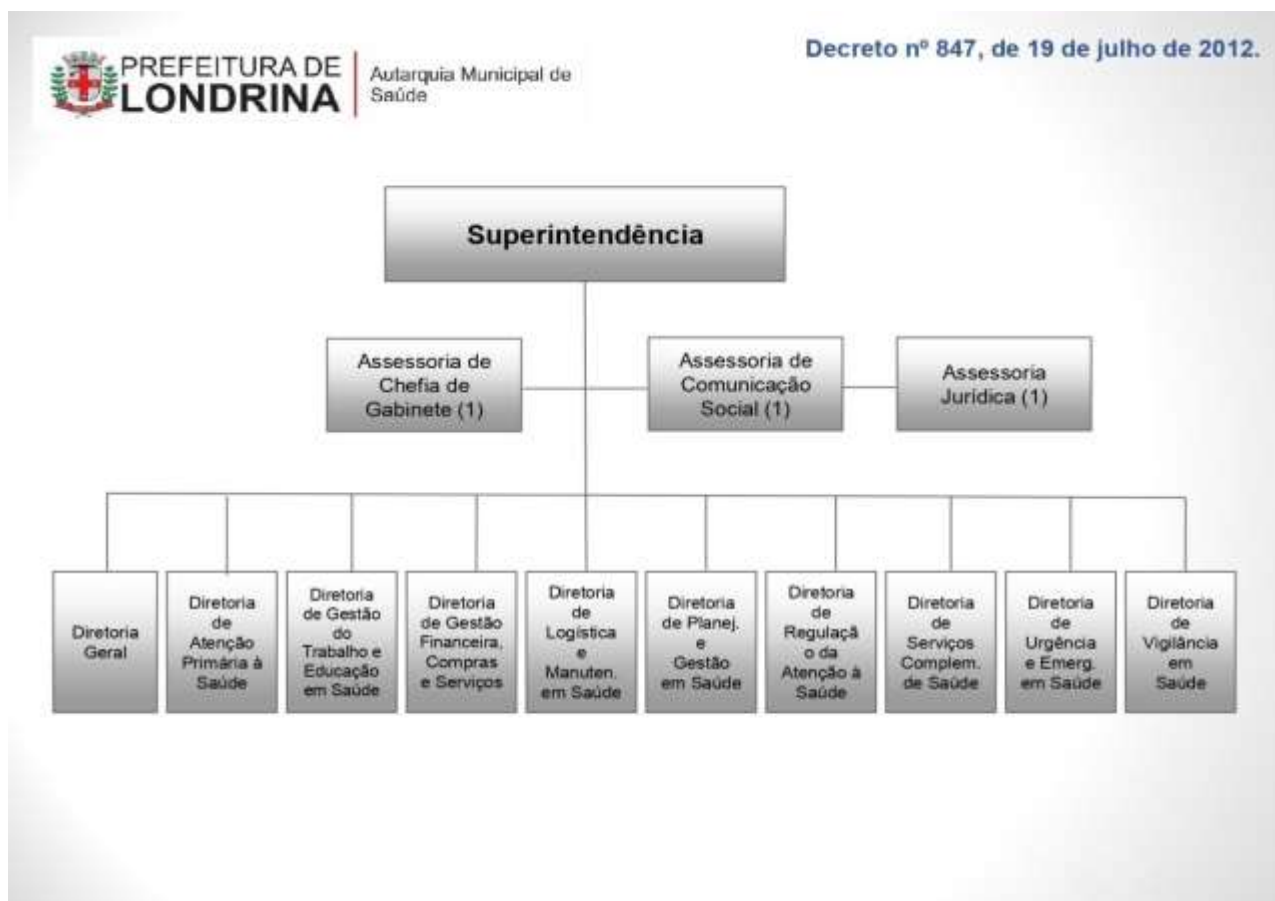 PREFEITURA DE
LONDRINA
Autarquia Municipal de
Saúde
Decreto nº 847, de 19 de julho de 2012.
Superintendência
Assessoria de
Chefia de
Gabinete (1)
Assessoria de
Comunicação
Social (1)
Assessoria
Jurídica (1)
Diretoria
Geral
Diretoria
de
Atenção
Primária à
Saúde
Diretoria
de Gestão
do
Trabalho e
Educação
em Saúde
Diretoria
de Gestão
Financeira,
Compras
e Serviços
Diretoria
de
Logística
e
Manuten.
em Saúde
Diretoria
de Planej.
e
Gestão
em Saúde
Diretoria
de
Regulaçã
o da
Atenção à
Saúde
Diretoria
de
Serviços
Complem.
de Saúde
Diretoria
de
Urgência
e Emerg.
em Saúde
Diretoria
de
Vigilância
em
Saúde